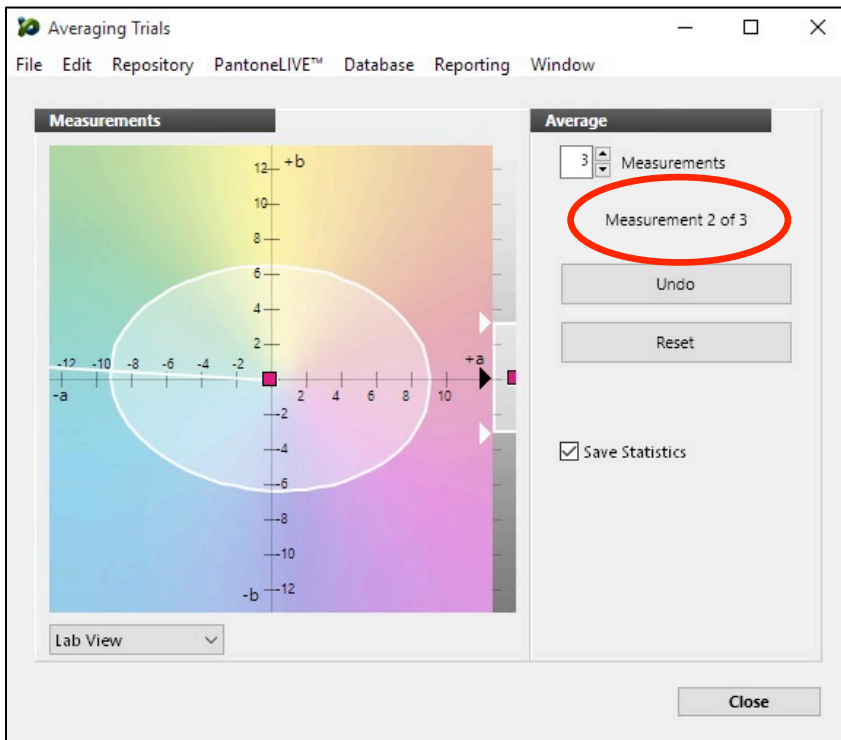 Averaging Trials
File Edit Repository PantoneLIVE™ Database Reporting Window
Measurements
12 +b
10
8
6
4
2
-12 -10 -8 -6 -4 -2
+a
-a
2 4 6 8 10
-2
-4
-6
-8
-10
-b -12
Lab View
Average
3 Measurements
Measurement 2 of 3
Undo
Reset
Save Statistics
Close